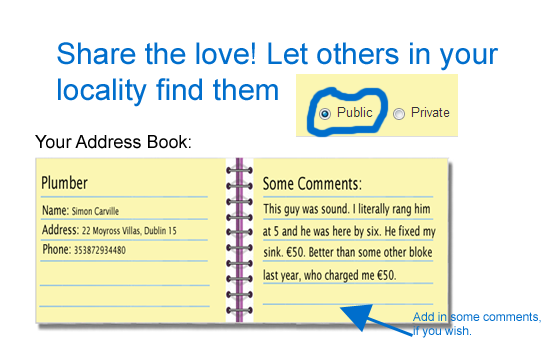 Share the love! Let others in your
locality find them
Public Private
Your Address Book:
Plumber
Name: Simon Carville
Address: 22 Moyross Villas, Dublin 15
Phone: 353872934480
Some Comments:
This guy was sound. I literally rang him
at 5 and he was here by six. He fixed my
sink. €50. Better than some other bloke
last year, who charged me €50.
Add in some comments,
if you wish.